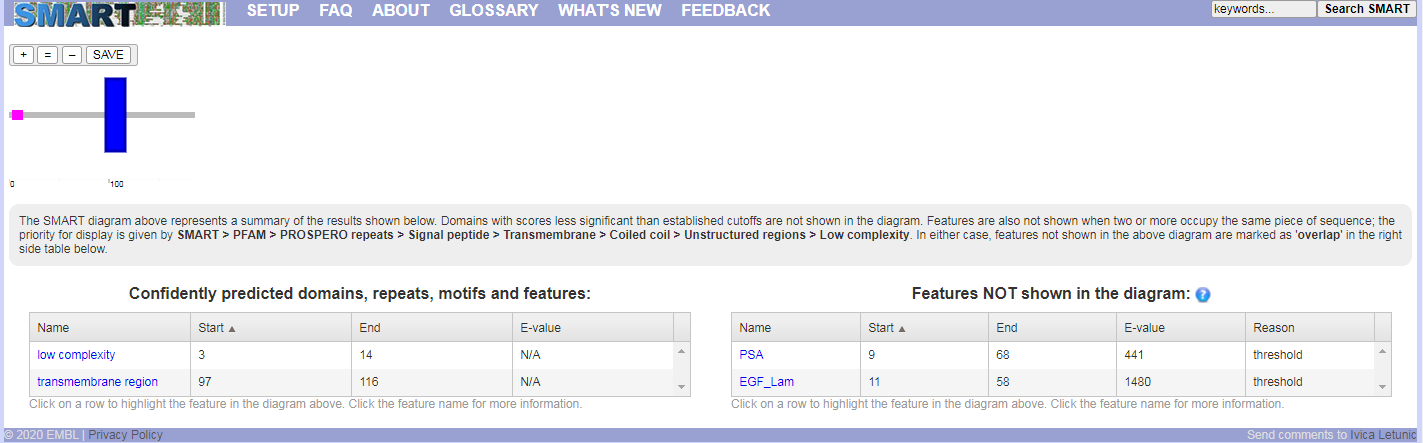 SMART SETUP FAQ ABOUT GLOSSARY WHAT'S NEW FEEDBACK keywords... Search SMART
+ = – SAVE
0 100
The SMART diagram above represents a summary of the results shown below. Domains with scores less significant than established cutoffs are not shown in the diagram. Features are also not shown when two or more occupy the same piece of sequence; the
priority for display is given by SMART > PFAM > PROSPERO repeats > Signal peptide > Transmembrane > Coiled coil > Unstructured regions > Low complexity. In either case, features not shown in the above diagram are marked as 'overlap' in the right
side table below.
Confidently predicted domains, repeats, motifs and features:
Name Start ▲ End E-value
low complexity 3 14 N/A
transmembrane region 97 116 N/A
Click on a row to highlight the feature in the diagram above. Click the feature name for more information.
Features NOT shown in the diagram: ?
Name Start ▲ End E-value Reason
PSA 9 68 441 threshold
EGF_Lam 11 58 1480 threshold
Click on a row to highlight the feature in the diagram above. Click the feature name for more information.
© 2020 EMBL | Privacy Policy Send comments to Ivica Letunic